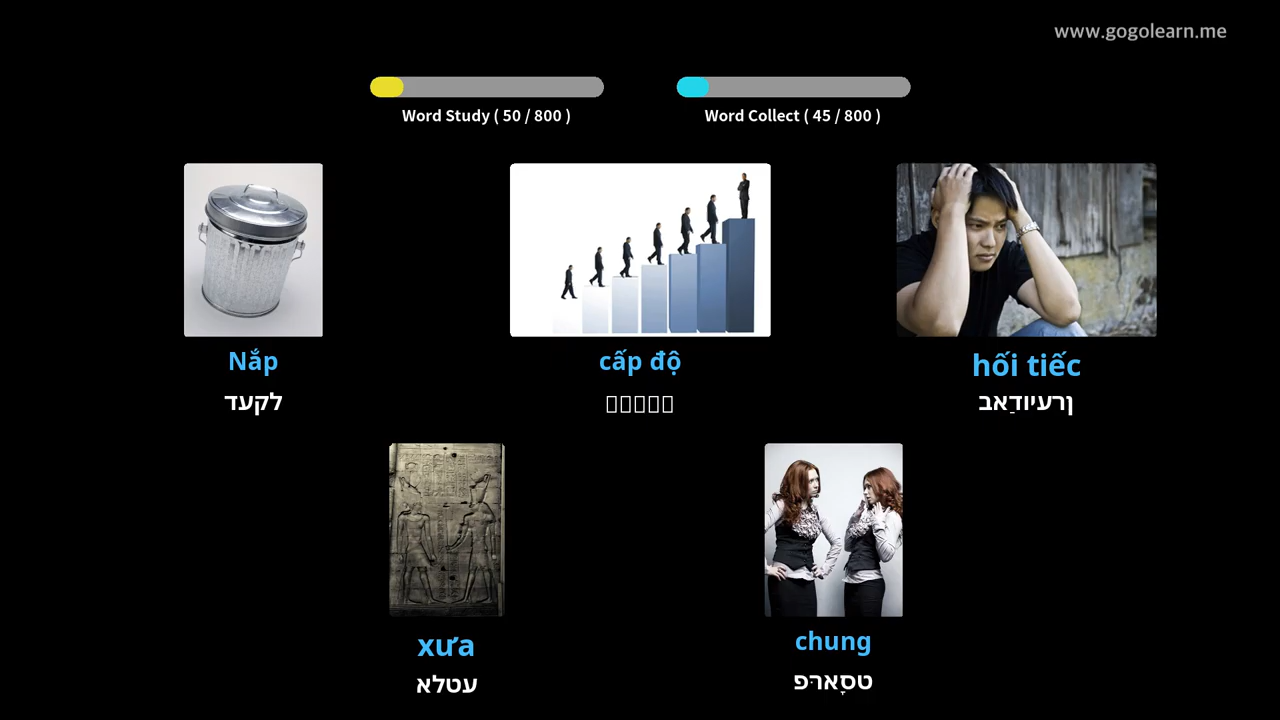 www.gogolearn.me
Word Study ( 50 / 800 )
Word Collect ( 45 / 800 )
Nắp
לקעד
cấp độ
hối tiếc
ןרעיודַאב
xưa
עטלא
chung
טסָארּפ